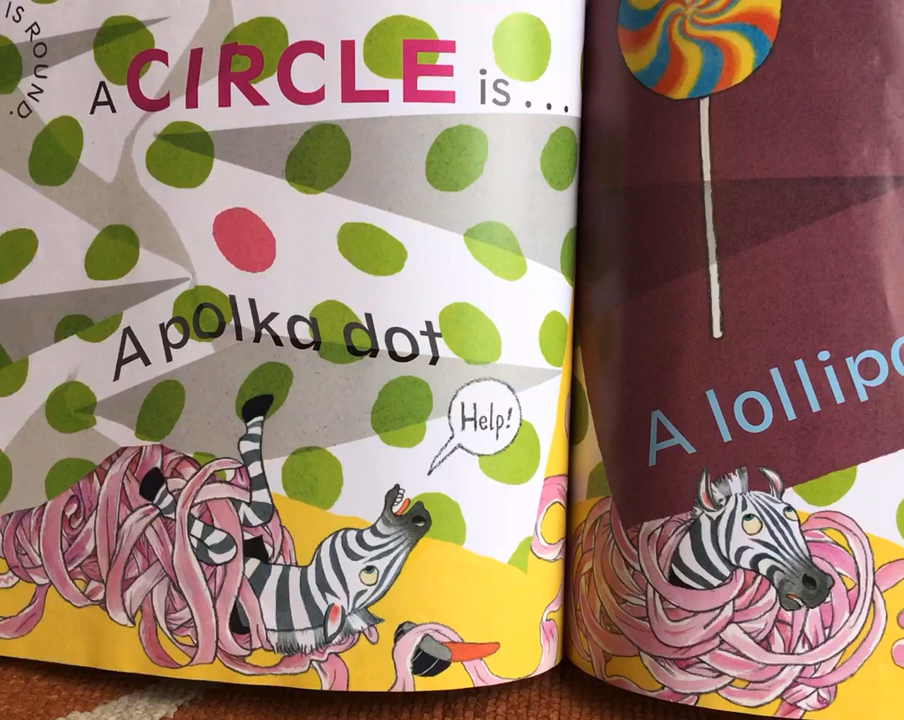 IS ROUND.
A CIRCLE is...
A polka dot
Help!
A lollipo